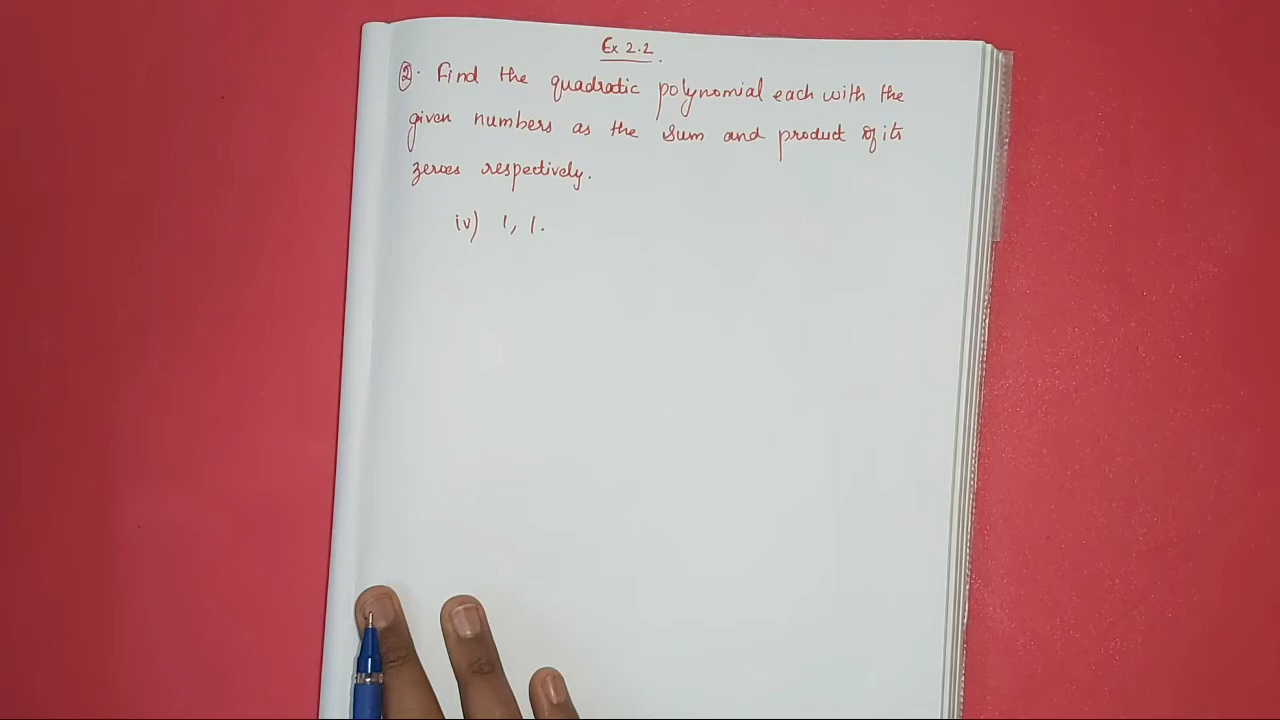 Ex 2.2.
②. Find the quadratic polynomial each with the
given numbers as the sum and product of its
zeroes respectively.
iv) 1, 1.